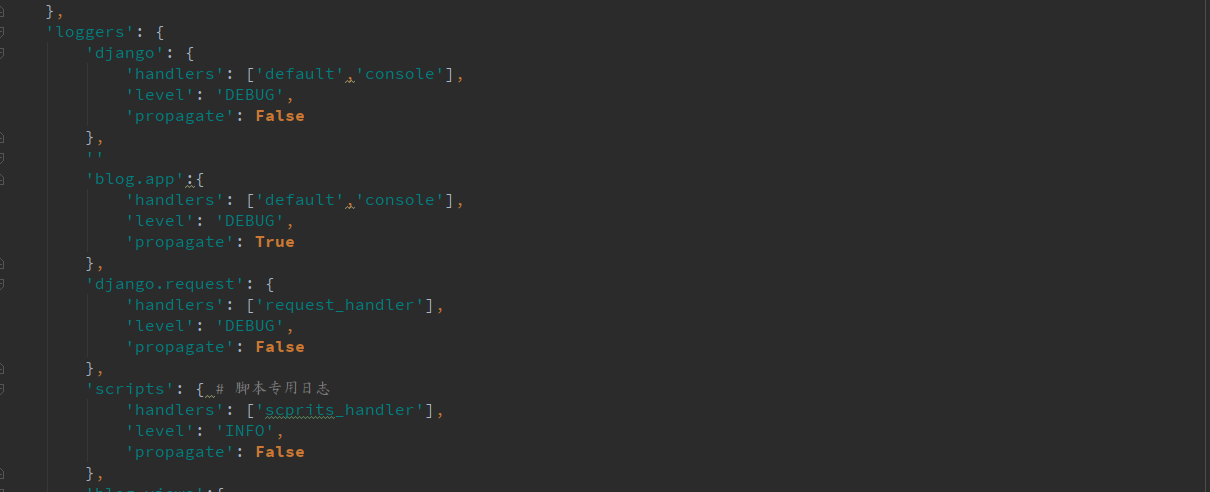 },
'loggers': {
'django': {
'handlers': ['default','console'],
'level': 'DEBUG',
'propagate': False
},
''
'blog.app':{
'handlers': ['default','console'],
'level': 'DEBUG',
'propagate': True
},
'django.request': {
'handlers': ['request_handler'],
'level': 'DEBUG',
'propagate': False
},
'scripts': { # 脚本专用日志
'handlers': ['scprits_handler'],
'level': 'INFO',
'propagate': False
},